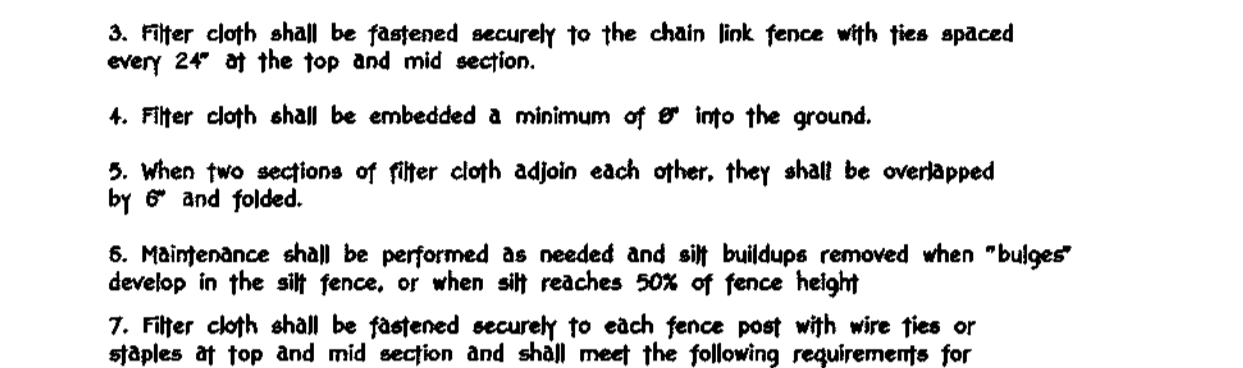 3. Filter cloth shall be fastened securely to the chain link fence with ties spaced
every 24" at the top and mid section.
4. Filter cloth shall be embedded a minimum of 8" into the ground.
5. When two sections of filter cloth adjoin each other, they shall be overlapped
by 6" and folded.
6. Maintenance shall be performed as needed and silt buildups removed when "bulges"
develop in the silt fence, or when silt reaches 50% of fence height
7. Filter cloth shall be fastened securely to each fence post with wire ties or
staples at top and mid section and shall meet the following requirements for